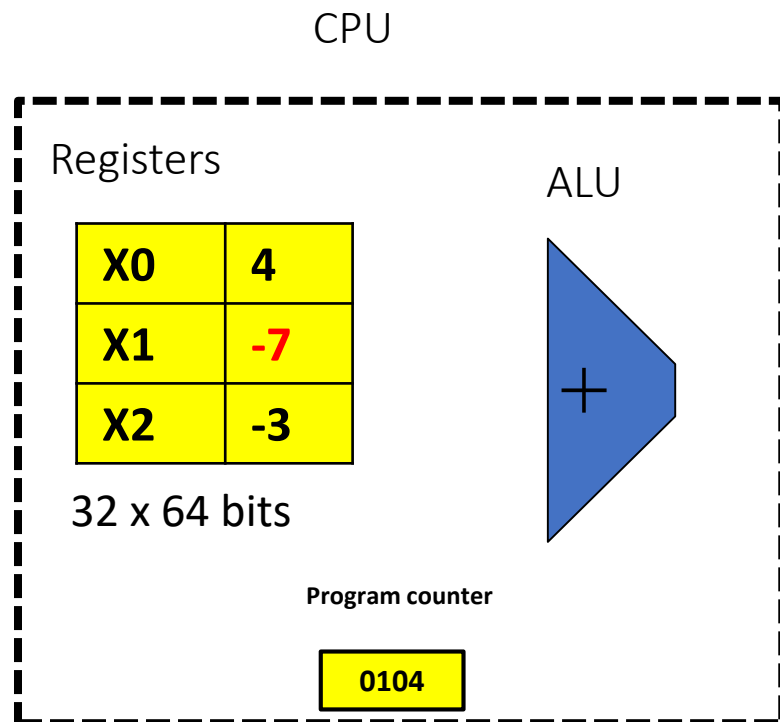 CPU
Registers
ALU
X0 4
X1 -7
X2 -3
+
32 x 64 bits
Program counter
0104